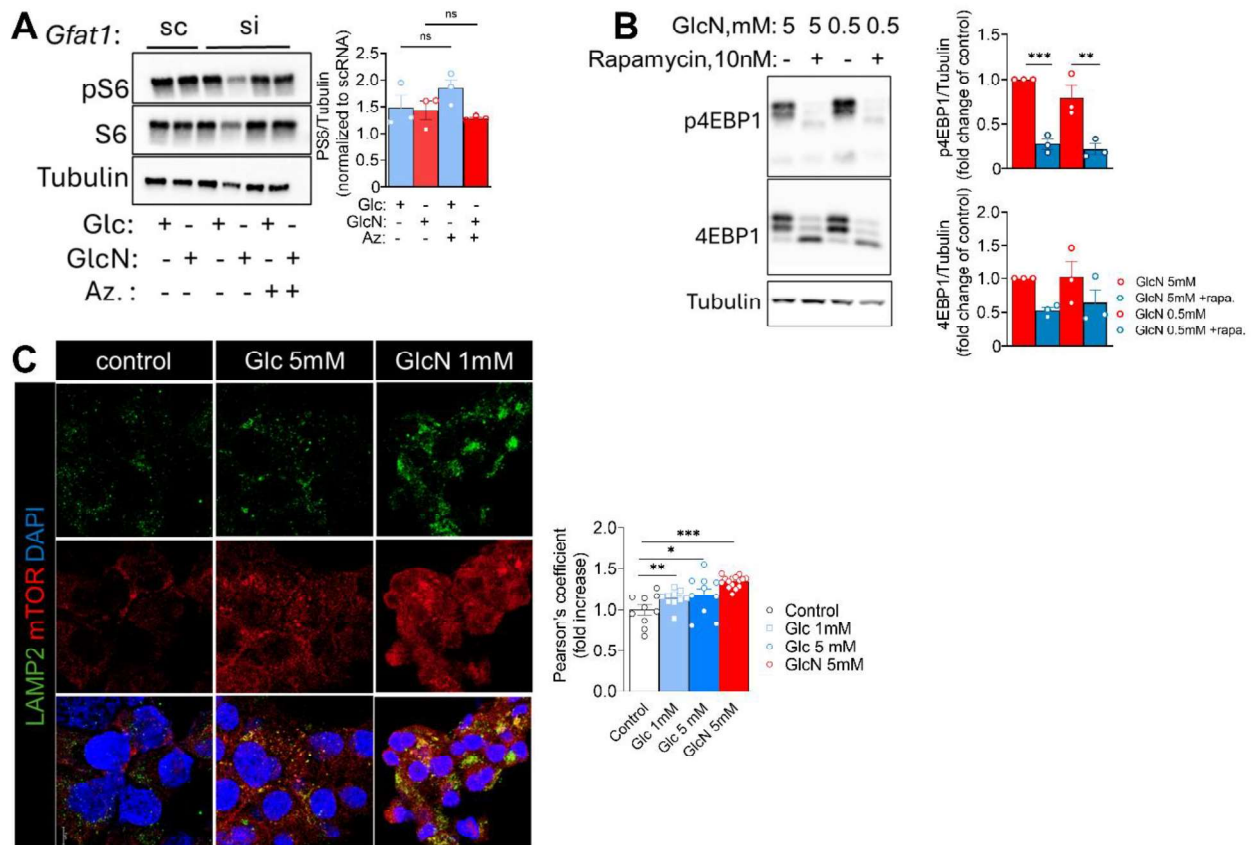 A
Gfat1: sc si
pS6
S6
Tubulin
Glc: + - + - + -
GlcN: - + - + - +
Az. : - - - - + +
PS6/Tubulin
(normalized to scRNA)
2.5
2.0
1.5
1.0
0.5
0
ns
ns
Glc: + - + -
GlcN: - + - +
Az.: - - + +
B
GlcN,mM 5 5 0.5 0.5
Rapamycin,10nM: - + - +
p4EBP1
4EBP1
Tubulin
p4EBP1/Tubulin
(fold change of control)
2.0
1.5
1.0
0.5
0
*** **
4EBP1/Tubulin
(fold change of control)
2.0
1.5
1.0
0.5
0
GlcN 5mM
GlcN 5mM +rapa.
GlcN 0.5mM
GlcN 0.5mM +rapa.
C
control Glc 5mM GlcN 1mM
LAMP2 mTOR DAPI
Pearson's coefficient
(fold increase)
2.0
1.5
1.0
0.5
0.0
***
*
**
Control
Glc 1mM
Glc 5 mM
GlcN 5mM
Control
Glc 1mM
Glc 5 mM
GlcN 5mM